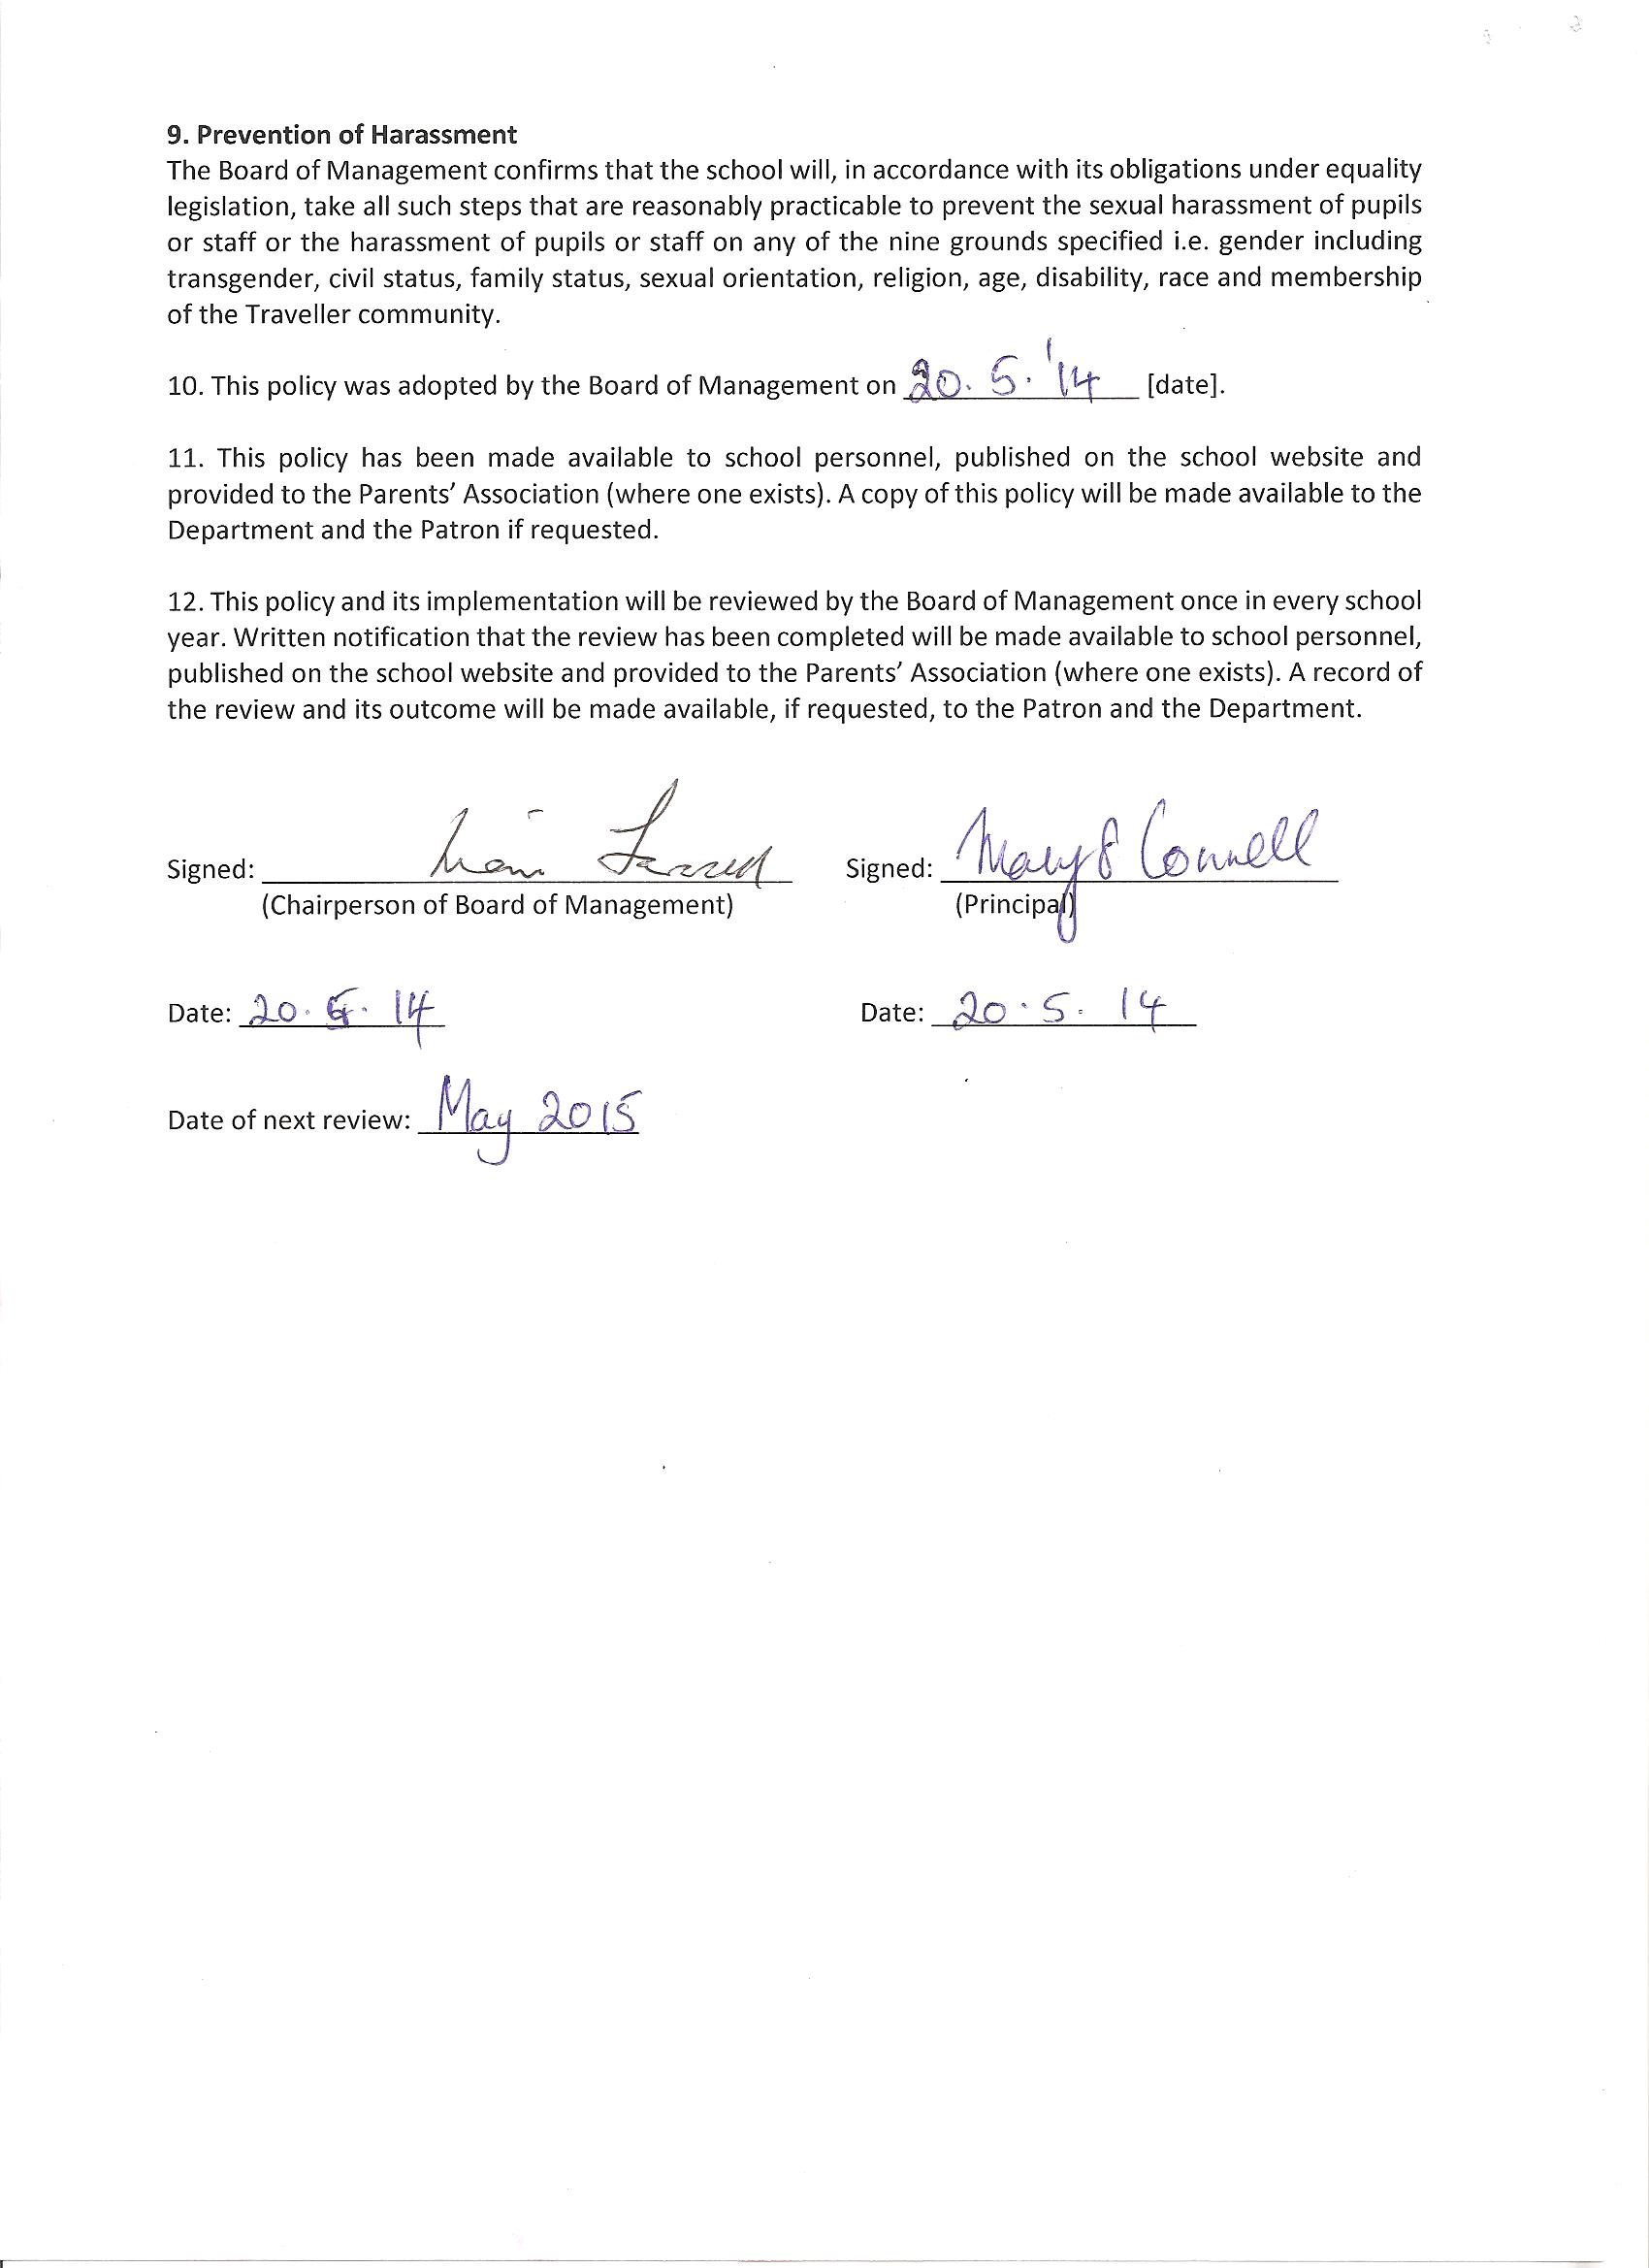 9. Prevention of Harassment
The Board of Management confirms that the school will, in accordance with its obligations under equality
legislation, take all such steps that are reasonably practicable to prevent the sexual harassment of pupils
or staff or the harassment of pupils or staff on any of the nine grounds specified i.e. gender including
transgender, civil status, family status, sexual orientation, religion, age, disability, race and membership
of the Traveller community.
10. This policy was adopted by the Board of Management on 20. 5. '14 [date].
11. This policy has been made available to school personnel, published on the school website and
provided to the Parents’ Association (where one exists). A copy of this policy will be made available to the
Department and the Patron if requested.
12. This policy and its implementation will be reviewed by the Board of Management once in every school
year. Written notification that the review has been completed will be made available to school personnel,
published on the school website and provided to the Parents’ Association (where one exists). A record of
the review and its outcome will be made available, if requested, to the Patron and the Department.
Signed: Signed: Mary Connell
(Chairperson of Board of Management) (Principal)
Date: 20. 14 Date: 20. 5. 14
Date of next review: May 2015